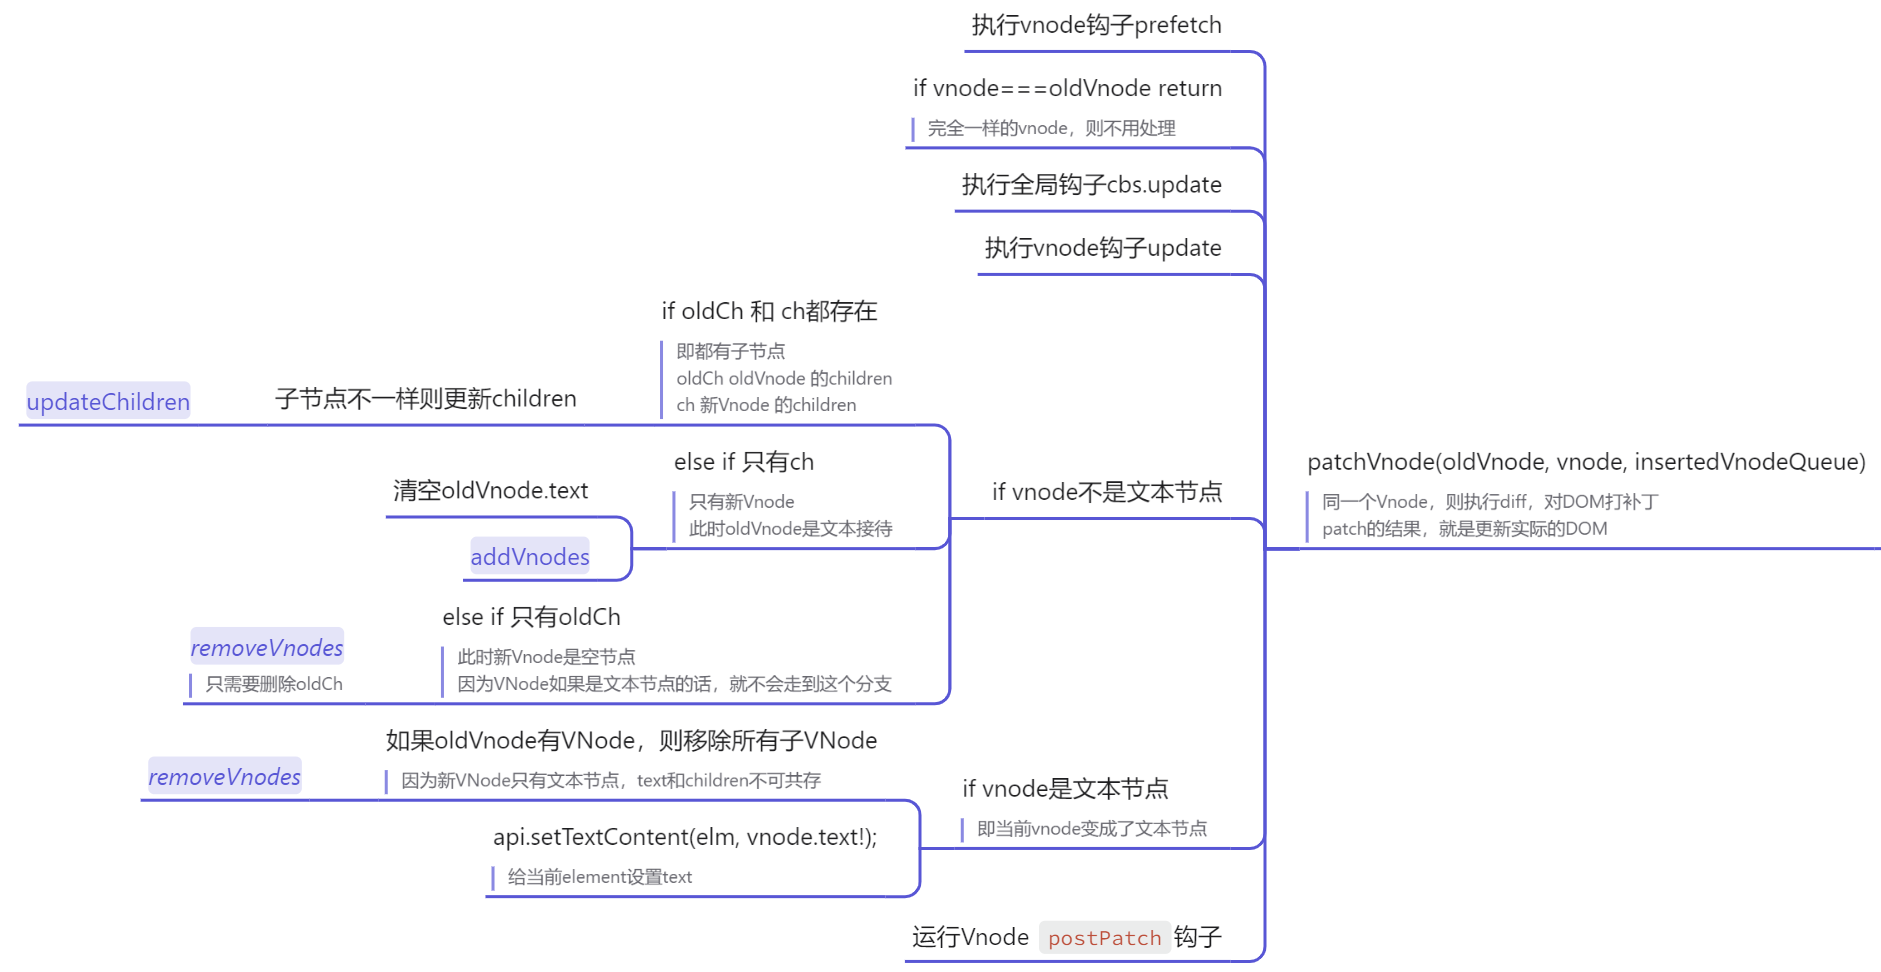 执行vnode钩子prefetch
if vnode===oldVnode return
完全一样的vnode，则不用处理
执行全局钩子cbs.update
执行vnode钩子update
if oldCh 和 ch都存在
即都有子节点
oldCh oldVnode 的children
ch 新Vnode 的children
子节点不一样则更新children
updateChildren
else if 只有ch
只有新Vnode
此时oldVnode是文本接待
清空oldVnode.text
addVnodes
if vnode不是文本节点
patchVnode(oldVnode, vnode, insertedVnodeQueue)
同一个Vnode，则执行diff，对DOM打补丁
patch的结果，就是更新实际的DOM
else if 只有oldCh
此时新Vnode是空节点
因为VNode如果是文本节点的话，就不会走到这个分支
removeVnodes
只需要删除oldCh
如果oldVnode有VNode，则移除所有子VNode
因为新VNode只有文本节点，text和children不可共存
removeVnodes
if vnode是文本节点
即当前vnode变成了文本节点
api.setTextContent(elm, vnode.text!);
给当前element设置text
运行Vnode postPatch 钩子